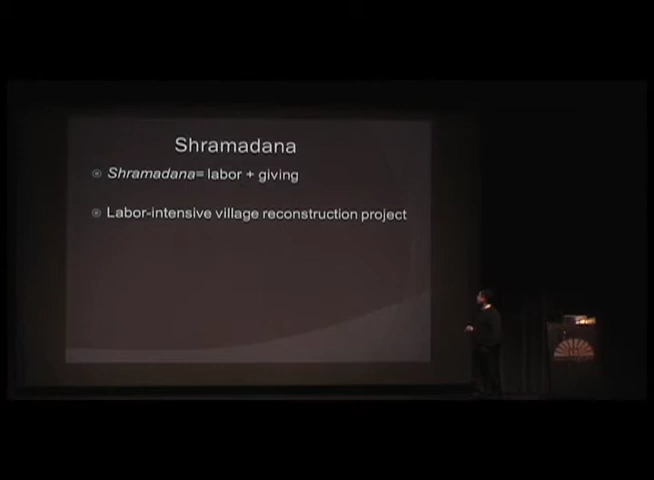 Shramadana
Shramadana= labor + giving
Labor-intensive village reconstruction project